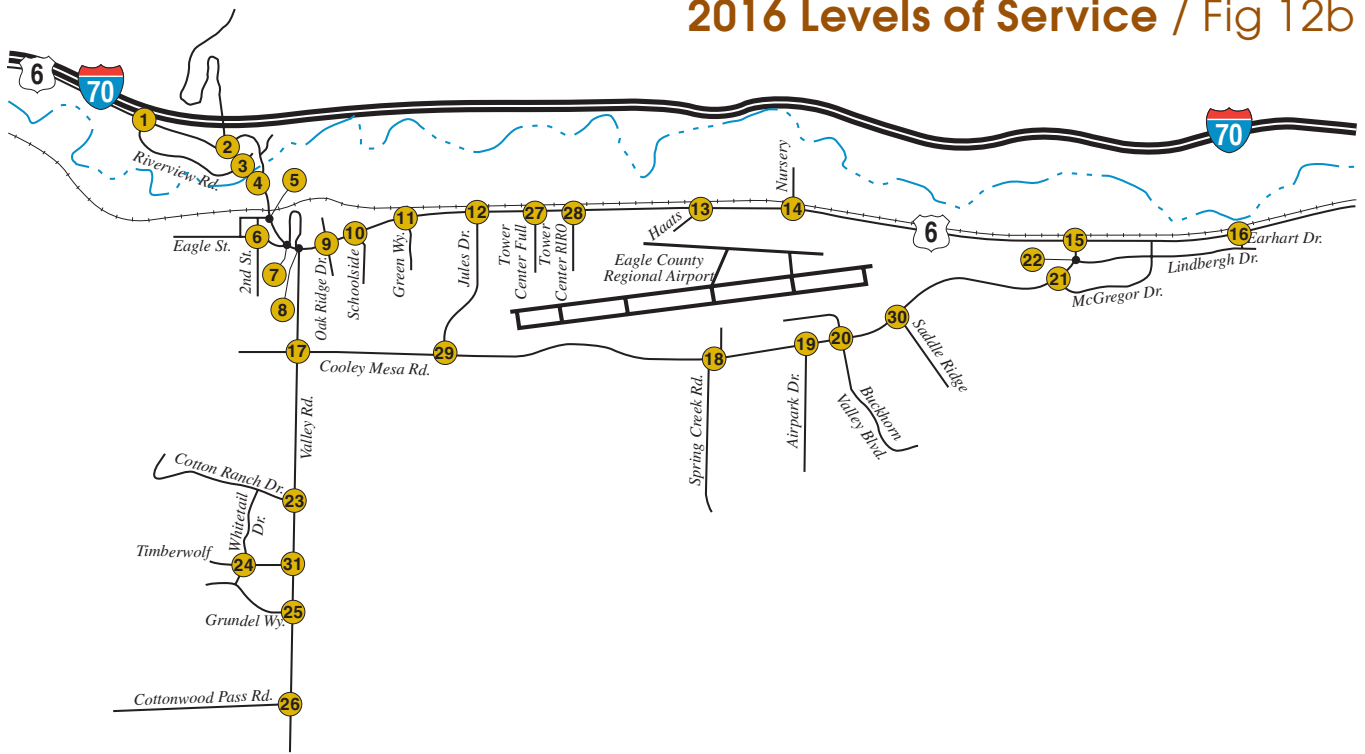 2016 Levels of Service / Fig 12b
6
70
1
2
3
4
5
Riverview Rd.
70
Nursery
Eagle St.
6
2nd St.
7
8
9
Oak Ridge Dr.
10
Schoolside
11
Green Wy.
12
Jules Dr.
27
Tower
Center Full
28
Tower
Center RIRO
13
Haats
14
6
15
16
Earhart Dr.
Eagle County
Regional Airport
22
21
Lindbergh Dr.
McGregor Dr.
17
Cooley Mesa Rd.
29
18
19
20
30
Saddle Ridge
Valley Rd.
Spring Creek Rd.
Airpark Dr.
Buckhorn
Valley Blvd.
Cotton Ranch Dr.
23
Whitetail
Dr.
Timberwolf
24
31
Grundel Wy.
25
Cottonwood Pass Rd.
26